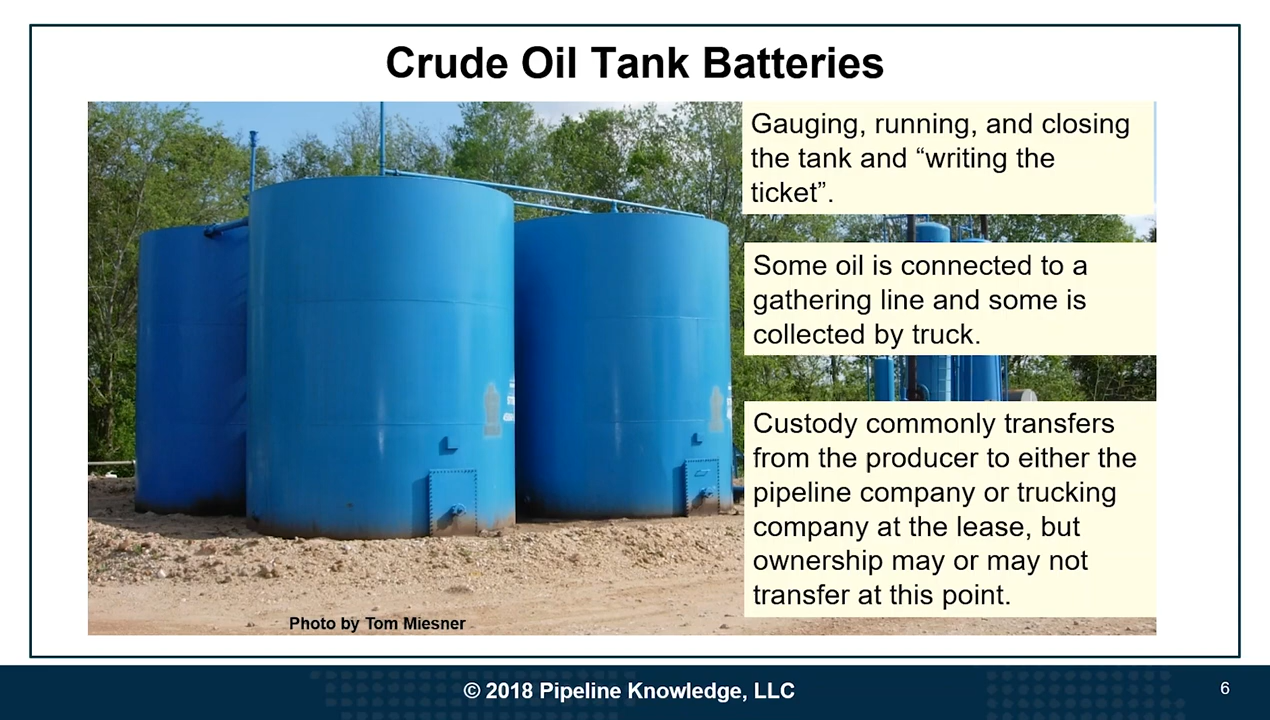 Crude Oil Tank Batteries
Gauging, running, and closing
the tank and “writing the
ticket”.
Some oil is connected to a
gathering line and some is
collected by truck.
Custody commonly transfers
from the producer to either the
pipeline company or trucking
company at the lease, but
ownership may or may not
transfer at this point.
Photo by Tom Miesner
© 2018 Pipeline Knowledge, LLC
6